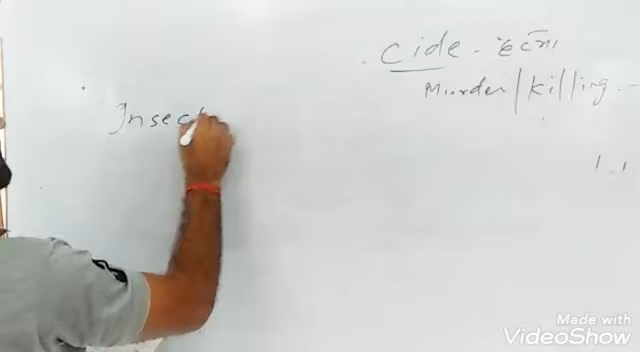 Cide - हत्या
Murder/killing
Insect
Made with
VideoShow